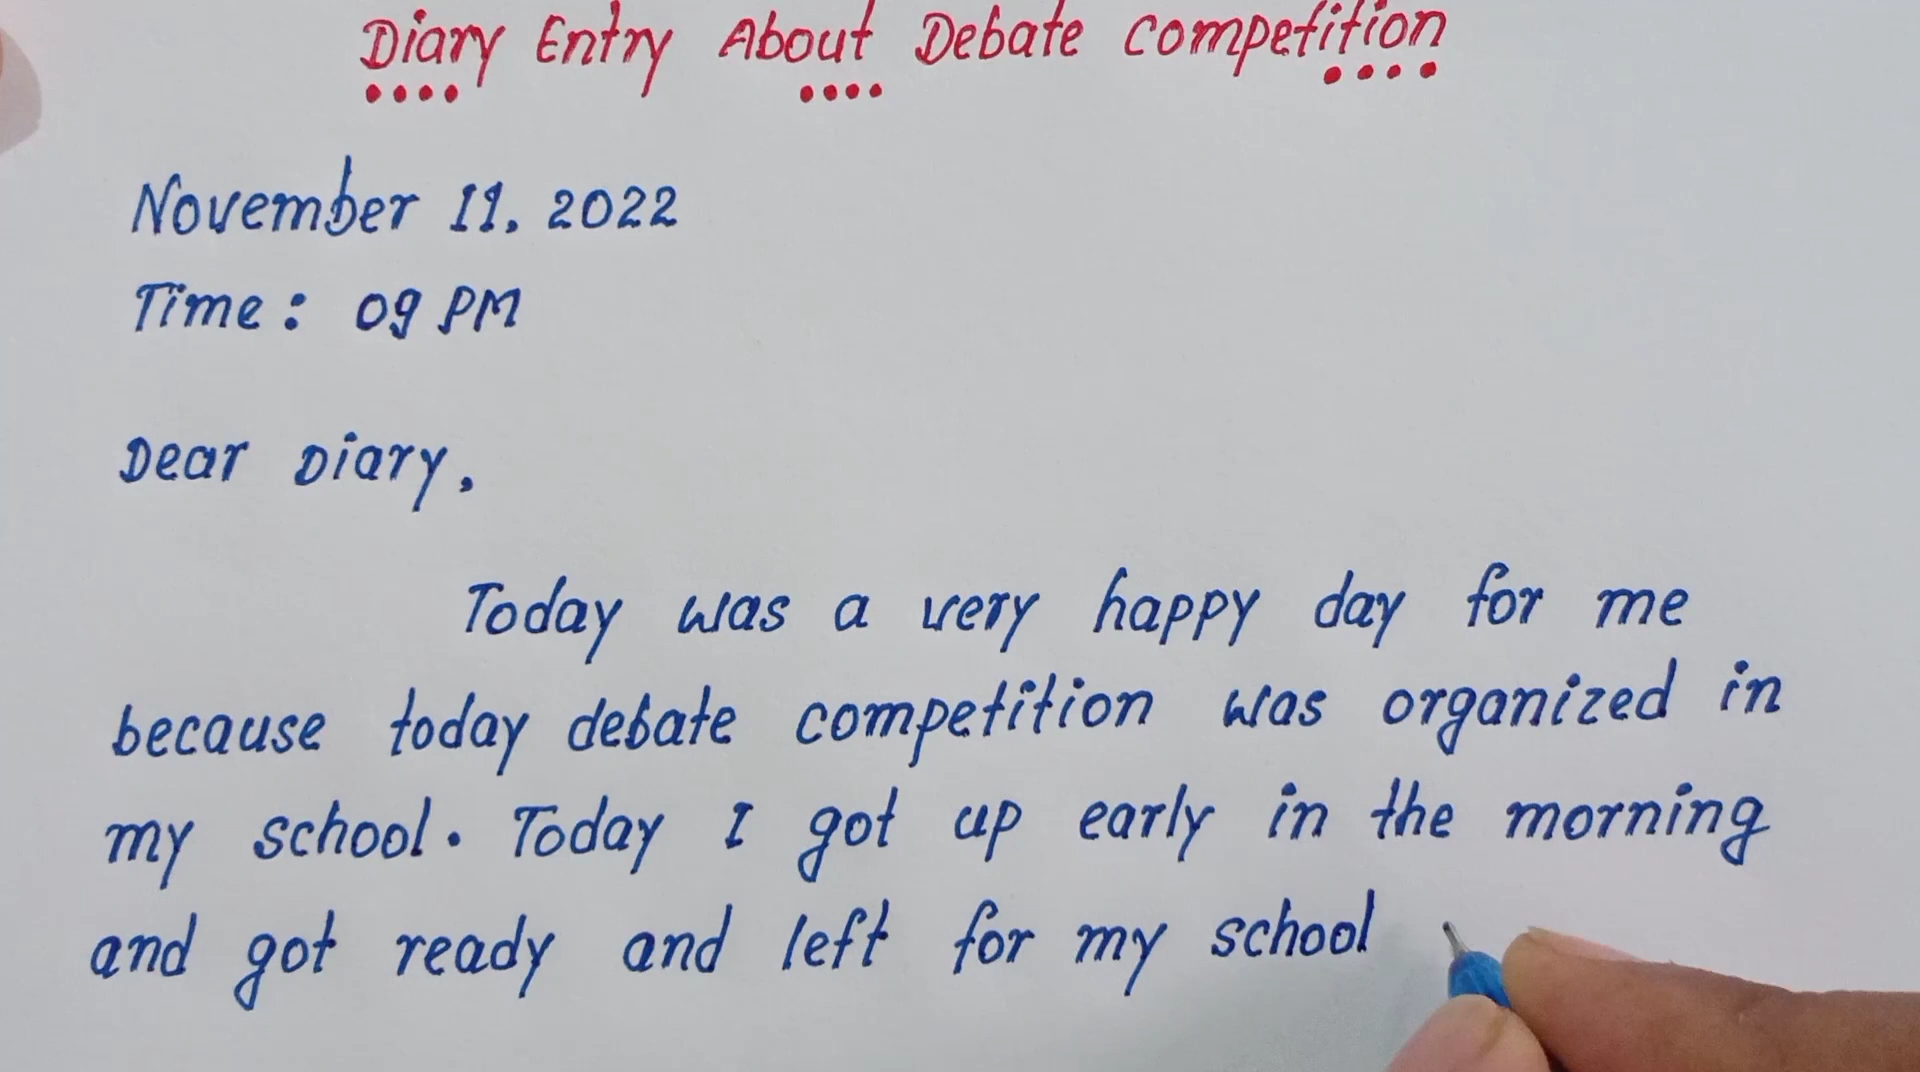 Diary Entry About Debate Competition
November 11, 2022
Time: 09 PM
Dear Diary,
Today was a very happy day for me
because today debate competition was organized in
my school. Today I got up early in the morning
and got ready and left for my school